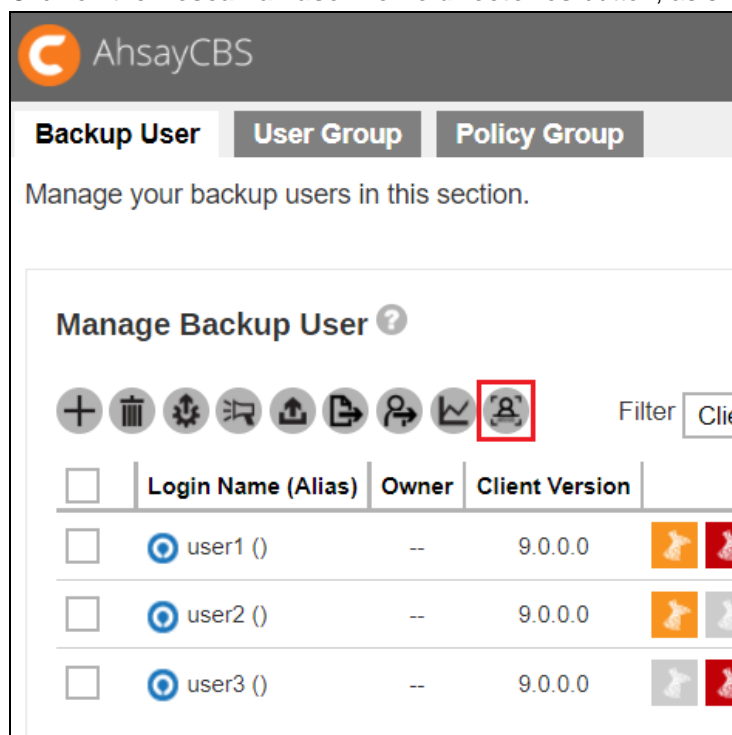 AhsayCBS
Backup User User Group Policy Group
Manage your backup users in this section.
Manage Backup User
Filter
Login Name (Alias) Owner Client Version
user1 () -- 9.0.0.0
user2 () -- 9.0.0.0
user3 () -- 9.0.0.0